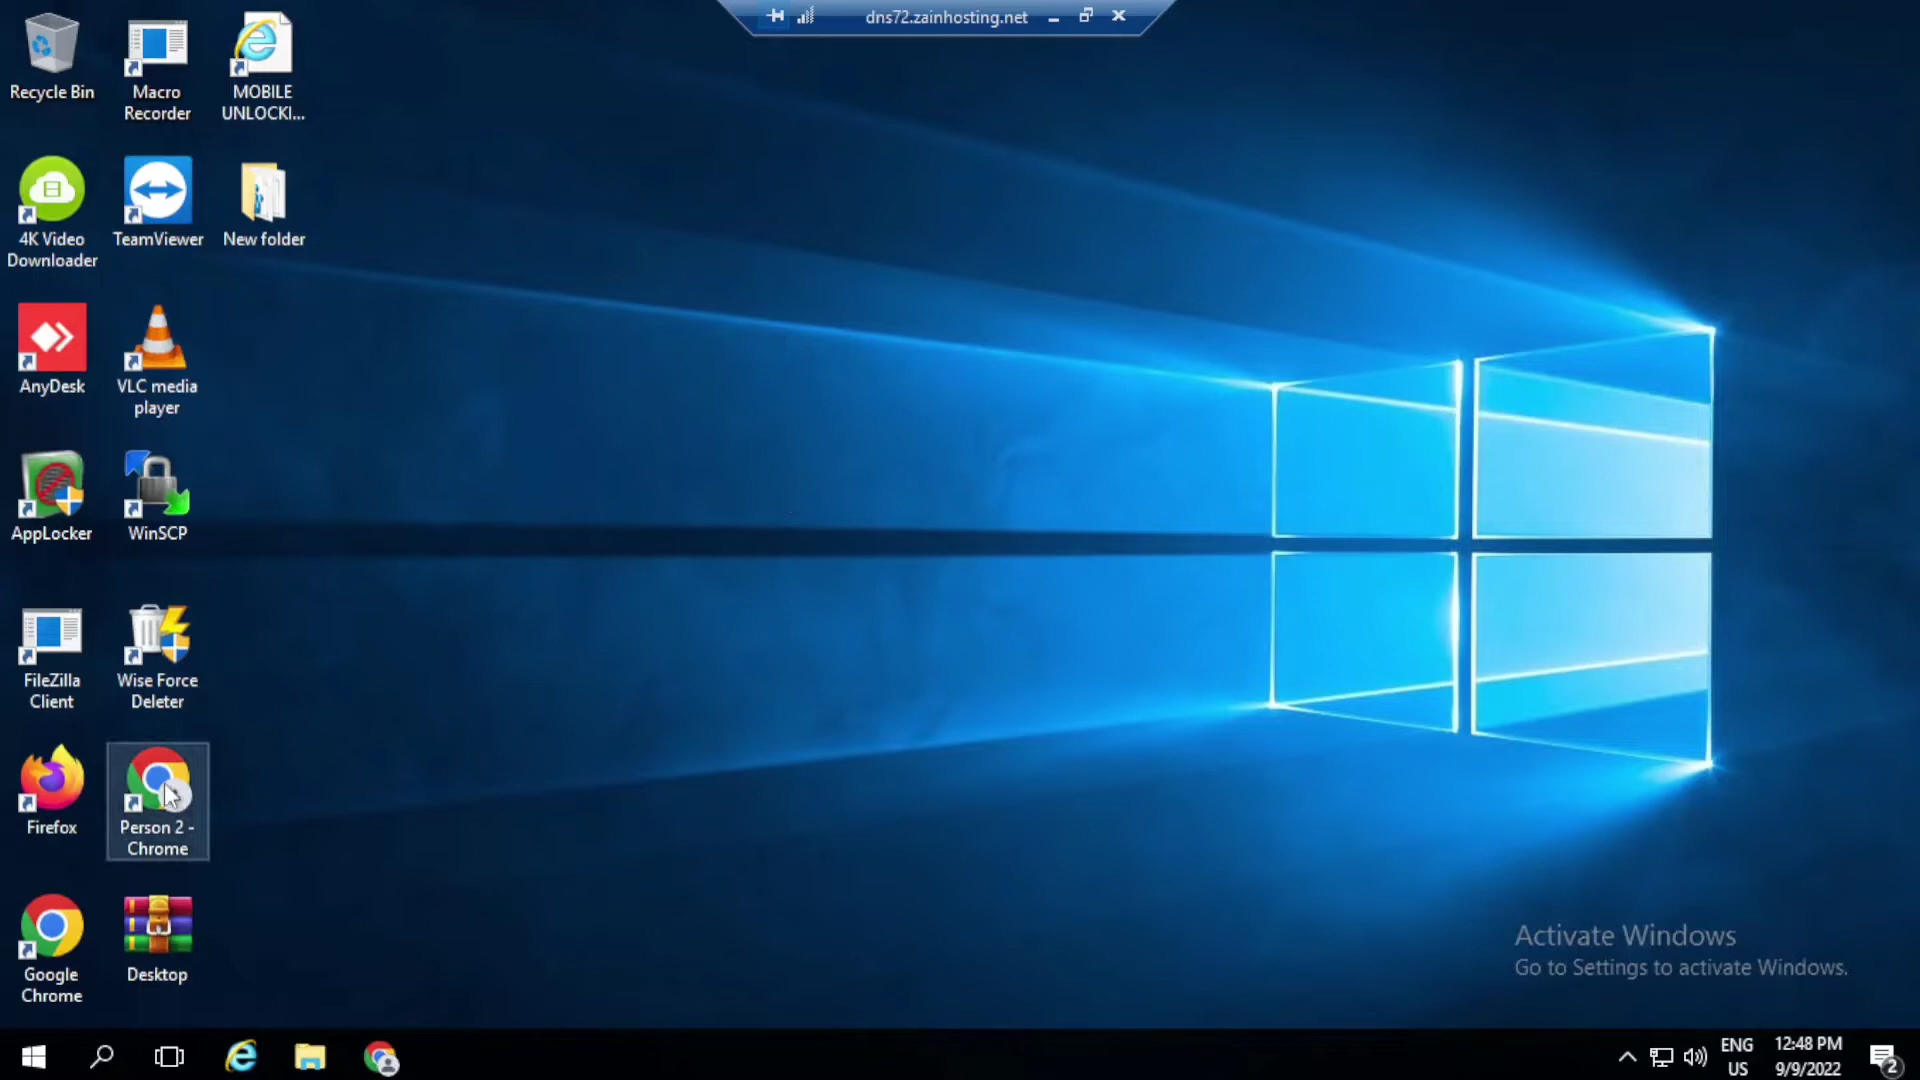 dns72.zainhosting.net
Recycle Bin
Macro
Recorder
MOBILE
UNLOCKI...
4K Video
Downloader
TeamViewer
New folder
AnyDesk
VLC media
player
AppLocker
WinSCP
FileZilla
Client
Wise Force
Deleter
Firefox
Person 2 -
Chrome
Google
Chrome
Desktop
Activate Windows
Go to Settings to activate Windows.
ENG
US
12:48 PM
9/9/2022
2